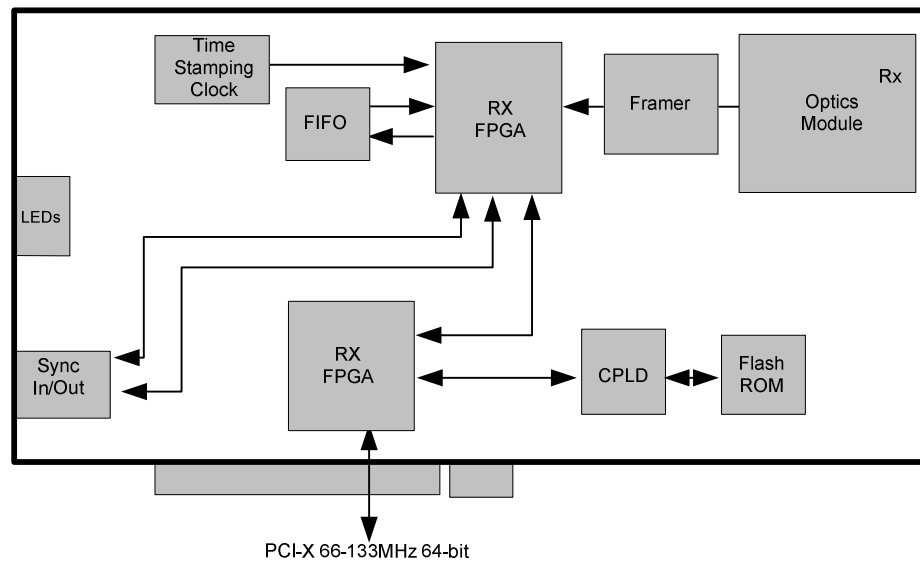 Time
Stamping
Clock
FIFO
RX
FPGA
Framer
Rx
Optics
Module
LEDs
Sync
In/Out
RX
FPGA
CPLD
Flash
ROM
PCI-X 66-133MHz 64-bit